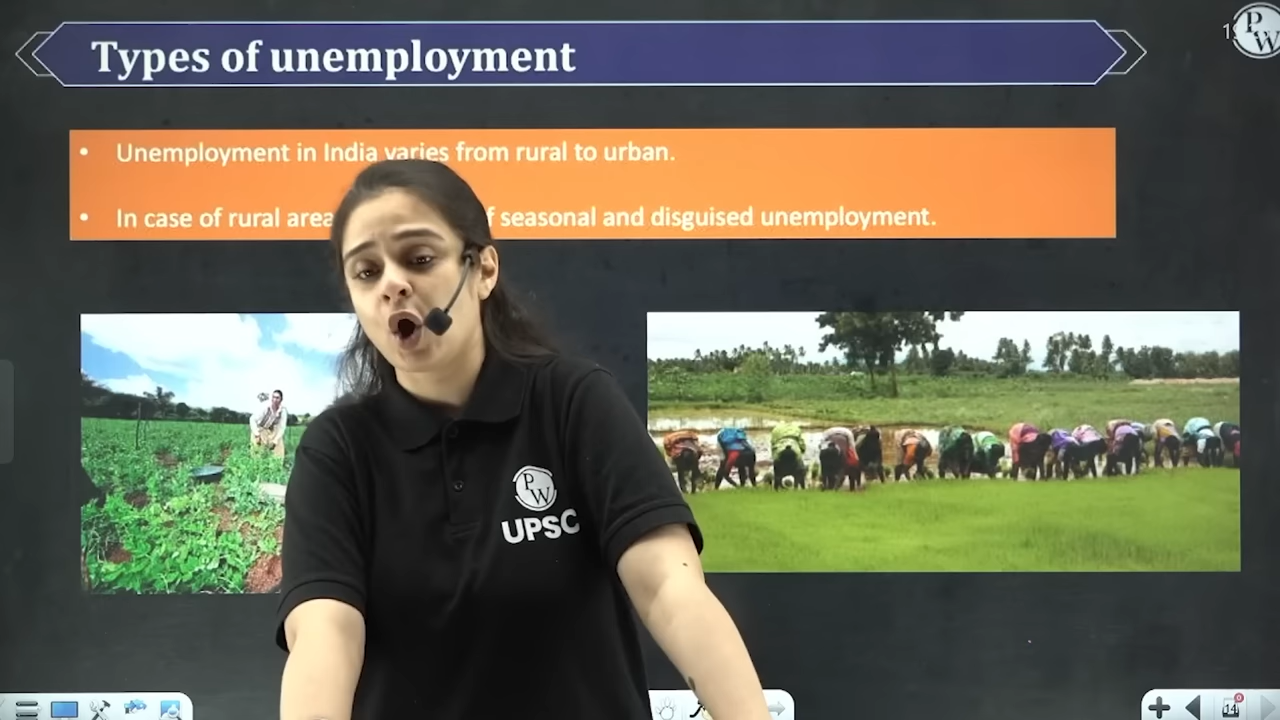 Types of unemployment
PW
• Unemployment in India varies from rural to urban.
• In case of rural seasonal and disguised unemployment.
PW
UPSC
14